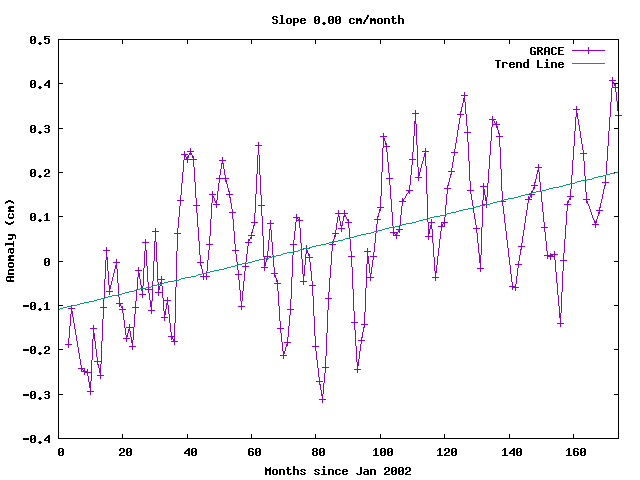 Slope 0.00 cm/month
GRACE
Trend Line
0.5
0.4
0.3
0.2
0.1
0
-0.1
-0.2
-0.3
-0.4
Anomaly (cm)
0 20 40 60 80 100 120 140 160
Months since Jan 2002